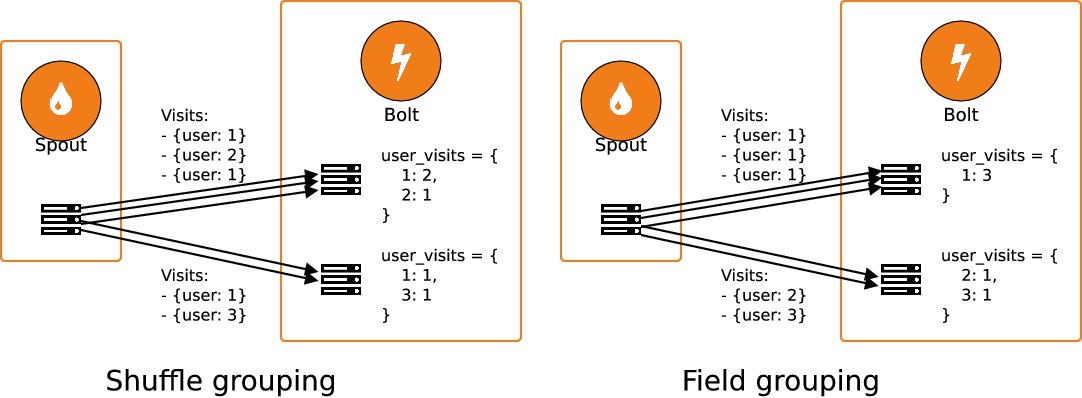 Spout
Visits:
- {user: 1}
- {user: 2}
- {user: 1}
Visits:
- {user: 1}
- {user: 3}
Bolt
user_visits = {
1: 2,
2: 1
}
user_visits = {
1: 1,
3: 1
}
Shuffle grouping
Spout
Visits:
- {user: 1}
- {user: 1}
- {user: 1}
Visits:
- {user: 2}
- {user: 3}
Bolt
user_visits = {
1: 3
}
user_visits = {
2: 1,
3: 1
}
Field grouping